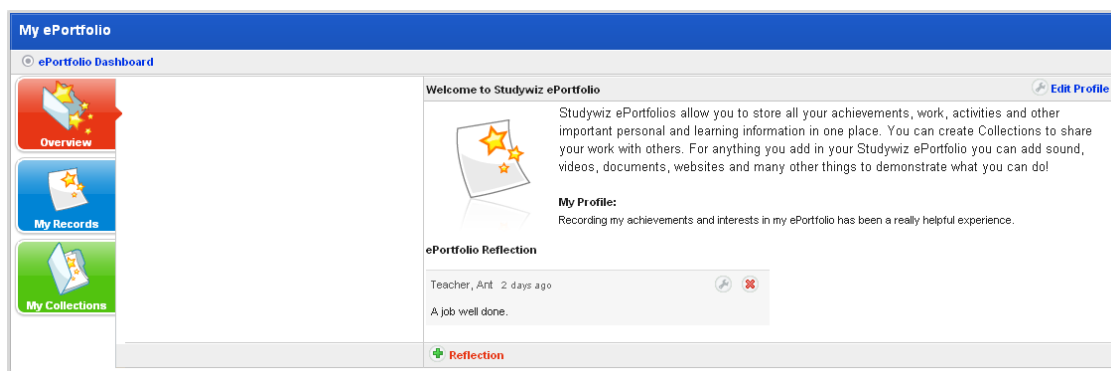 My ePortfolio
ePortfolio Dashboard
Overview
My Records
My Collections
Welcome to Studywiz ePortfolio
Edit Profile
Studywiz ePortfolios allow you to store all your achievements, work, activities and other
important personal and learning information in one place. You can create Collections to share
your work with others. For anything you add in your Studywiz ePortfolio you can add sound,
videos, documents, websites and many other things to demonstrate what you can do!
My Profile:
Recording my achievements and interests in my ePortfolio has been a really helpful experience.
ePortfolio Reflection
Teacher, Ant 2 days ago
A job well done.
Reflection